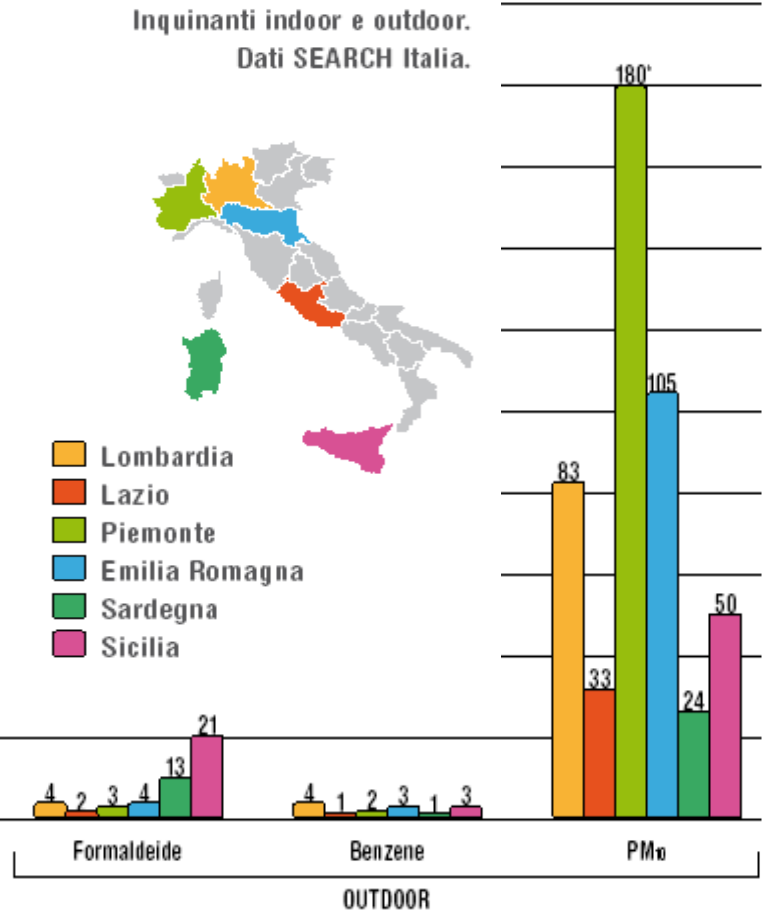 Inquinanti indoor e outdoor.
Dati SEARCH Italia.
Lombardia
Lazio
Piemonte
Emilia Romagna
Sardegna
Sicilia
4 2 3 4 13 21
4 1 2 3 1 3
83 33 180* 105 24 50
Formaldeide Benzene PM₁₀
OUTDOOR